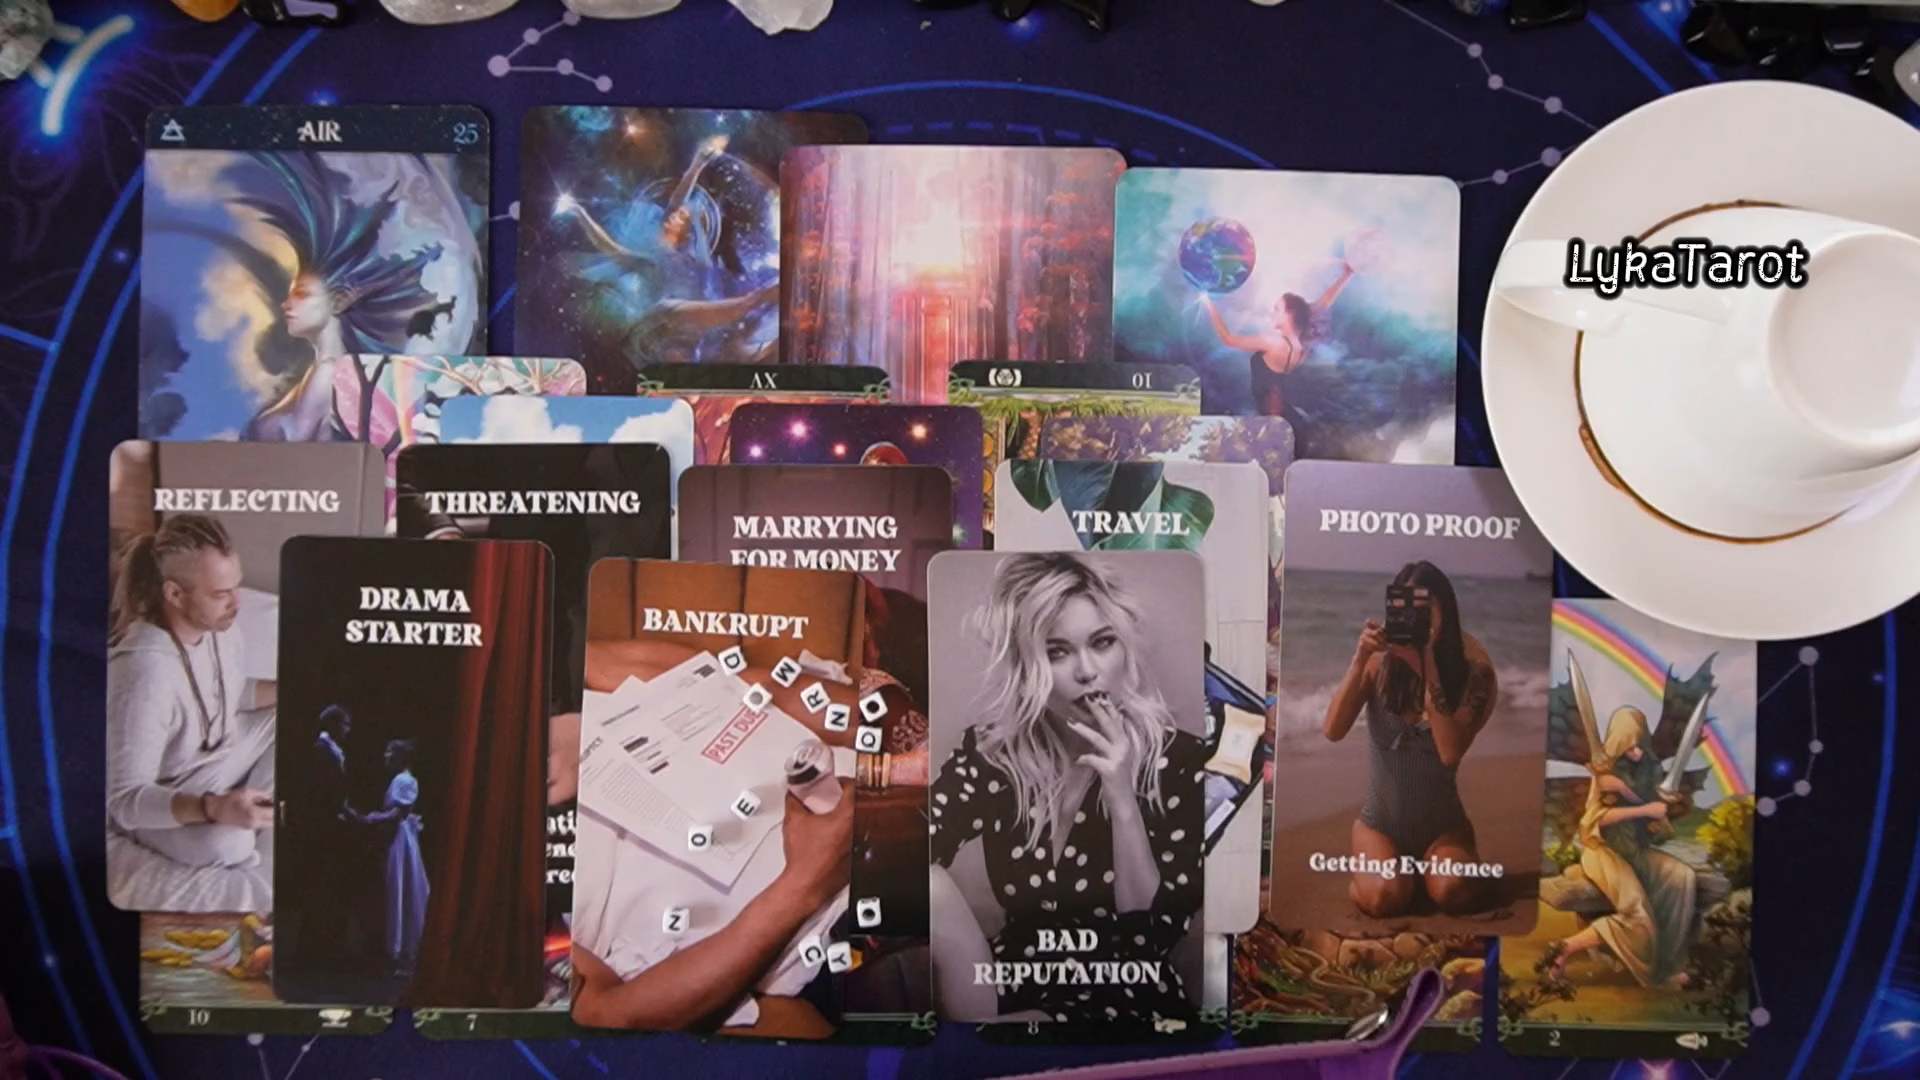 AIR
25
LykaTarot
XV
10
REFLECTING
THREATENING
MARRYING
FOR MONEY
TRAVEL
PHOTO PROOF
DRAMA
STARTER
BANKRUPT
D
M
R
N
O
PAST DUE
E
O
N
C
Y
Getting Evidence
BAD
REPUTATION
10
7
8
2